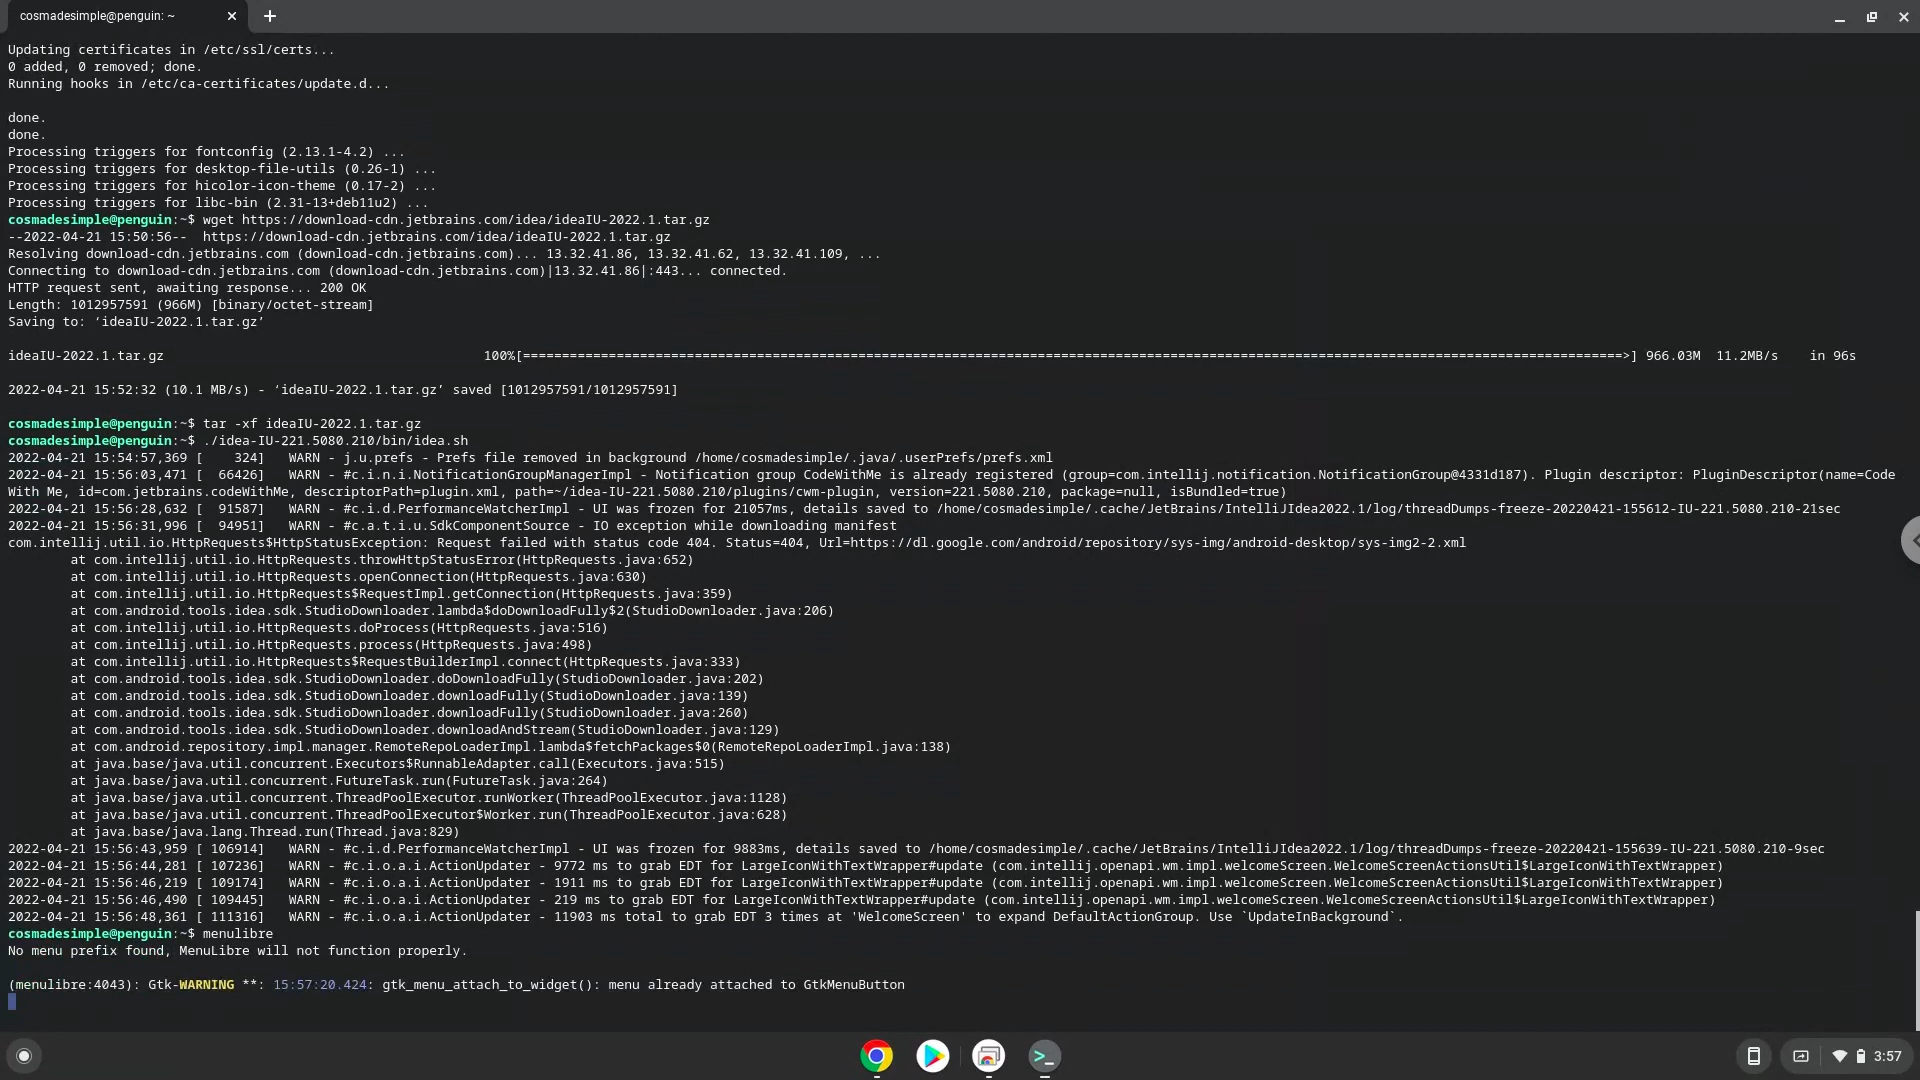 cosmadesimple@penguin: ~
Updating certificates in /etc/ssl/certs...
0 added, 0 removed; done.
Running hooks in /etc/ca-certificates/update.d...
done.
done.
Processing triggers for fontconfig (2.13.1-4.2) ...
Processing triggers for desktop-file-utils (0.26-1) ...
Processing triggers for hicolor-icon-theme (0.17-2) ...
Processing triggers for libc-bin (2.31-13+deb11u2) ...
cosmadesimple@penguin:~$ wget https://download-cdn.jetbrains.com/idea/ideaIU-2022.1.tar.gz
--2022-04-21 15:50:56--  https://download-cdn.jetbrains.com/idea/ideaIU-2022.1.tar.gz
Resolving download-cdn.jetbrains.com (download-cdn.jetbrains.com)... 13.32.41.86, 13.32.41.62, 13.32.41.109, ...
Connecting to download-cdn.jetbrains.com (download-cdn.jetbrains.com)|13.32.41.86|:443... connected.
HTTP request sent, awaiting response... 200 OK
Length: 1012957591 (966M) [binary/octet-stream]
Saving to: ‘ideaIU-2022.1.tar.gz’
ideaIU-2022.1.tar.gz 100%[=============================================================================================================================================>] 966.03M  11.2MB/s    in 96s
2022-04-21 15:52:32 (10.1 MB/s) - ‘ideaIU-2022.1.tar.gz’ saved [1012957591/1012957591]
cosmadesimple@penguin:~$ tar -xf ideaIU-2022.1.tar.gz
cosmadesimple@penguin:~$ ./idea-IU-221.5080.210/bin/idea.sh
2022-04-21 15:54:57,369 [    324]   WARN - j.u.prefs - Prefs file removed in background /home/cosmadesimple/.java/.userPrefs/prefs.xml
2022-04-21 15:56:03,471 [  66426]   WARN - #c.i.n.i.NotificationGroupManagerImpl - Notification group CodeWithMe is already registered (group=com.intellij.notification.NotificationGroup@4331d187). Plugin descriptor: PluginDescriptor(name=Code
With Me, id=com.jetbrains.codeWithMe, descriptorPath=plugin.xml, path=~/idea-IU-221.5080.210/plugins/cwm-plugin, version=221.5080.210, package=null, isBundled=true)
2022-04-21 15:56:28,632 [  91587]   WARN - #c.i.d.PerformanceWatcherImpl - UI was frozen for 21057ms, details saved to /home/cosmadesimple/.cache/JetBrains/IntelliJIdea2022.1/log/threadDumps-freeze-20220421-155612-IU-221.5080.210-21sec
2022-04-21 15:56:31,996 [  94951]   WARN - #c.a.t.i.u.SdkComponentSource - IO exception while downloading manifest
com.intellij.util.io.HttpRequests$HttpStatusException: Request failed with status code 404. Status=404, Url=https://dl.google.com/android/repository/sys-img/android-desktop/sys-img2-2.xml
        at com.intellij.util.io.HttpRequests.throwHttpStatusError(HttpRequests.java:652)
        at com.intellij.util.io.HttpRequests.openConnection(HttpRequests.java:630)
        at com.intellij.util.io.HttpRequests$RequestImpl.getConnection(HttpRequests.java:359)
        at com.android.tools.idea.sdk.StudioDownloader.lambda$doDownloadFully$2(StudioDownloader.java:206)
        at com.intellij.util.io.HttpRequests.doProcess(HttpRequests.java:516)
        at com.intellij.util.io.HttpRequests.process(HttpRequests.java:498)
        at com.intellij.util.io.HttpRequests$RequestBuilderImpl.connect(HttpRequests.java:333)
        at com.android.tools.idea.sdk.StudioDownloader.doDownloadFully(StudioDownloader.java:202)
        at com.android.tools.idea.sdk.StudioDownloader.downloadFully(StudioDownloader.java:139)
        at com.android.tools.idea.sdk.StudioDownloader.downloadFully(StudioDownloader.java:260)
        at com.android.tools.idea.sdk.StudioDownloader.downloadAndStream(StudioDownloader.java:129)
        at com.android.repository.impl.manager.RemoteRepoLoaderImpl.lambda$fetchPackages$0(RemoteRepoLoaderImpl.java:138)
        at java.base/java.util.concurrent.Executors$RunnableAdapter.call(Executors.java:515)
        at java.base/java.util.concurrent.FutureTask.run(FutureTask.java:264)
        at java.base/java.util.concurrent.ThreadPoolExecutor.runWorker(ThreadPoolExecutor.java:1128)
        at java.base/java.util.concurrent.ThreadPoolExecutor$Worker.run(ThreadPoolExecutor.java:628)
        at java.base/java.lang.Thread.run(Thread.java:829)
2022-04-21 15:56:43,959 [ 106914]   WARN - #c.i.d.PerformanceWatcherImpl - UI was frozen for 9883ms, details saved to /home/cosmadesimple/.cache/JetBrains/IntelliJIdea2022.1/log/threadDumps-freeze-20220421-155639-IU-221.5080.210-9sec
2022-04-21 15:56:44,281 [ 107236]   WARN - #c.i.o.a.i.ActionUpdater - 9772 ms to grab EDT for LargeIconWithTextWrapper#update (com.intellij.openapi.wm.impl.welcomeScreen.WelcomeScreenActionsUtil$LargeIconWithTextWrapper)
2022-04-21 15:56:46,219 [ 109174]   WARN - #c.i.o.a.i.ActionUpdater - 1911 ms to grab EDT for LargeIconWithTextWrapper#update (com.intellij.openapi.wm.impl.welcomeScreen.WelcomeScreenActionsUtil$LargeIconWithTextWrapper)
2022-04-21 15:56:46,490 [ 109445]   WARN - #c.i.o.a.i.ActionUpdater - 219 ms to grab EDT for LargeIconWithTextWrapper#update (com.intellij.openapi.wm.impl.welcomeScreen.WelcomeScreenActionsUtil$LargeIconWithTextWrapper)
2022-04-21 15:56:48,361 [ 111316]   WARN - #c.i.o.a.i.ActionUpdater - 11903 ms total to grab EDT 3 times at 'WelcomeScreen' to expand DefaultActionGroup. Use `UpdateInBackground`.
cosmadesimple@penguin:~$ menulibre
No menu prefix found, MenuLibre will not function properly.
(menulibre:4043): Gtk-WARNING **: 15:57:20.424: gtk_menu_attach_to_widget(): menu already attached to GtkMenuButton
3:57